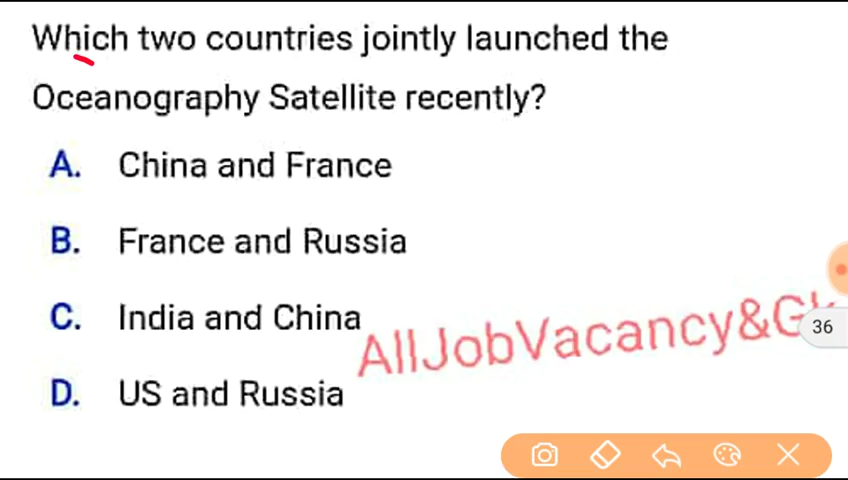 Which two countries jointly launched the
Oceanography Satellite recently?
A. China and France
B. France and Russia
C. India and China
D. US and Russia
AllJobVacancy&Gk
36